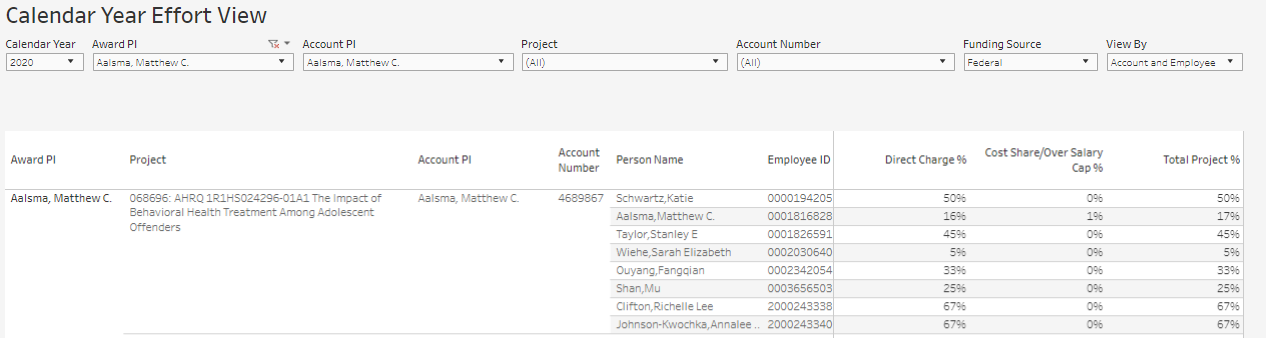 Calendar Year Effort View
Calendar Year Award PI Account PI Project Account Number Funding Source View By
2020 Aalsma, Matthew C. Aalsma, Matthew C. (All) (All) Federal Account and Employee
Award PI Project Account PI Account Number Person Name Employee ID Direct Charge % Cost Share/Over Salary Cap % Total Project %
Aalsma, Matthew C. 068696: AHRQ 1R1HS024296-01A1 The Impact of Aalsma, Matthew C. 4689867 Schwartz,Katie 0000194205 50% 0% 50%
Behavioral Health Treatment Among Adolescent Aalsma,Matthew C. 0001816828 16% 1% 17%
Offenders Taylor,Stanley E 0001826591 45% 0% 45%
Wiehe,Sarah Elizabeth 0002030640 5% 0% 5%
Ouyang,Fangqian 0002342054 33% 0% 33%
Shan,Mu 0003656503 25% 0% 25%
Clifton,Richelle Lee 2000243338 67% 0% 67%
Johnson-Kwochka,Annalee .. 2000243340 67% 0% 67%